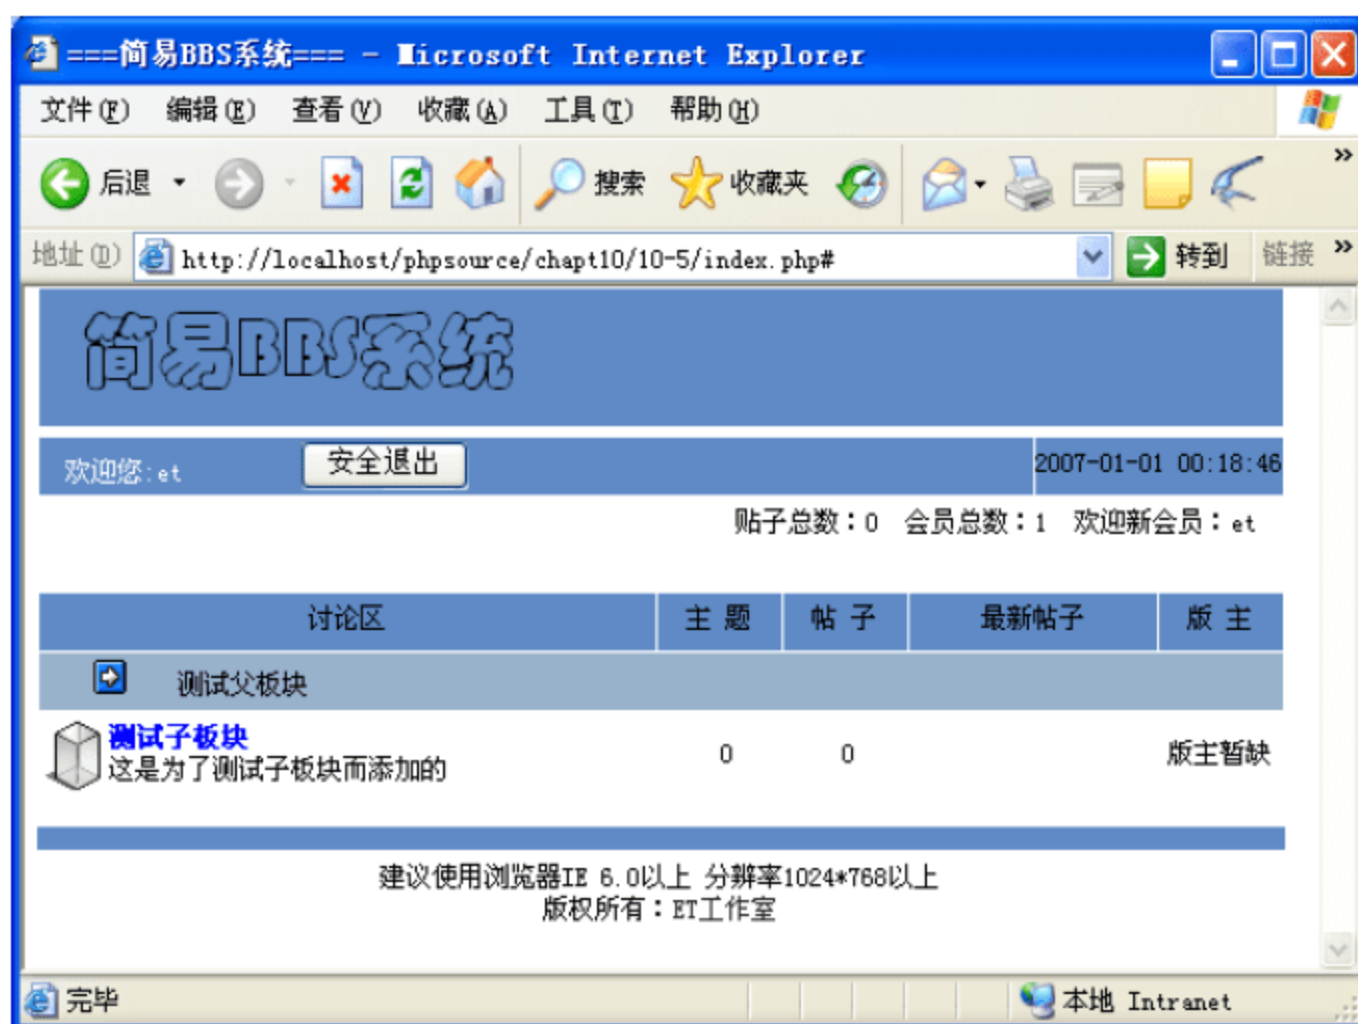 ===简易BBS系统=== - Microsoft Internet Explorer
文件(F) 编辑(E) 查看(V) 收藏(A) 工具(T) 帮助(H)
后退 搜索 收藏夹 »
地址(D) http://localhost/phpsource/chapt10/10-5/index.php# 转到 链接 »
简易BBS系统
欢迎您:et 安全退出 2007-01-01 00:18:46
贴子总数：0 会员总数：1 欢迎新会员：et
讨论区 主 题 帖 子 最新帖子 版 主
测试父板块
测试子板块
这是为了测试子板块而添加的 0 0 版主暂缺
建议使用浏览器IE 6.0以上 分辨率1024*768以上
版权所有：ET工作室
完毕 本地 Intranet